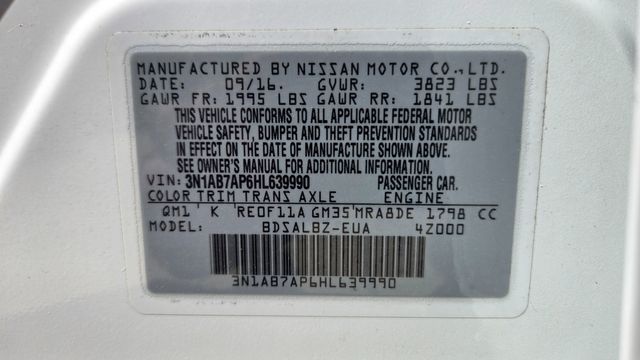 MANUFACTURED BY NISSAN MOTOR CO., LTD.
DATE: 09/16. GVWR: 3823 LBS
GAWR FR: 1995 LBS GAWR RR: 1841 LBS
THIS VEHICLE CONFORMS TO ALL APPLICABLE FEDERAL MOTOR
VEHICLE SAFETY, BUMPER AND THEFT PREVENTION STANDARDS
IN EFFECT ON THE DATE OF MANUFACTURE SHOWN ABOVE.
SEE OWNER'S MANUAL FOR ADDITIONAL INFORMATION.
VIN: 3N1AB7AP6HL639990 PASSENGER CAR.
COLOR TRIM TRANS AXLE ENGINE
QM1 K RE0F11A GM35 MRA8DE 1798 CC
MODEL: BDSALBZ-EUA 4Z000
3N1AB7AP6HL639990